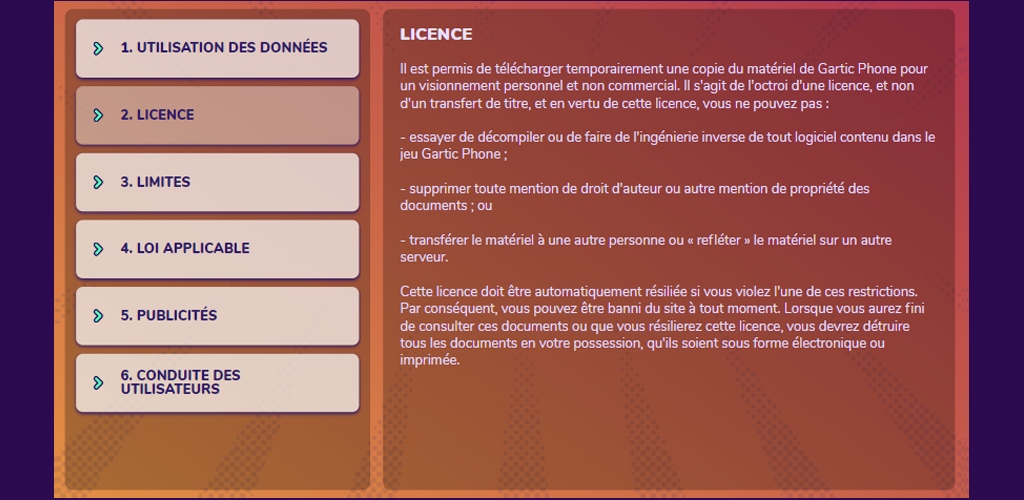 1. UTILISATION DES DONNÉES
2. LICENCE
3. LIMITES
4. LOI APPLICABLE
5. PUBLICITÉS
6. CONDUITE DES
UTILISATEURS
LICENCE
Il est permis de télécharger temporairement une copie du matériel de Gartic Phone pour
un visionnement personnel et non commercial. Il s'agit de l'octroi d'une licence, et non
d'un transfert de titre, et en vertu de cette licence, vous ne pouvez pas :
- essayer de décompiler ou de faire de l'ingénierie inverse de tout logiciel contenu dans le
jeu Gartic Phone ;
- supprimer toute mention de droit d'auteur ou autre mention de propriété des
documents ; ou
- transférer le matériel à une autre personne ou « refléter » le matériel sur un autre
serveur.
Cette licence doit être automatiquement résiliée si vous violez l'une de ces restrictions.
Par conséquent, vous pouvez être banni du site à tout moment. Lorsque vous aurez fini
de consulter ces documents ou que vous résilierez cette licence, vous devrez détruire
tous les documents en votre possession, qu'ils soient sous forme électronique ou
imprimée.